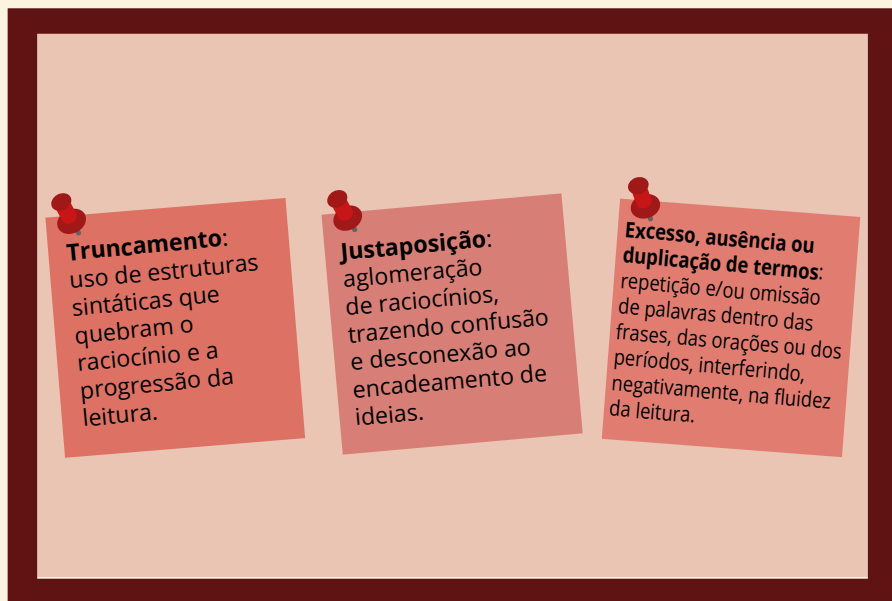 Truncamento:
uso de estruturas
sintáticas que
quebram o
raciocínio e a
progressão da
leitura.
Justaposição:
aglomeração
de raciocínios,
trazendo confusão
e desconexão ao
encadeamento de
ideias.
Excesso, ausência ou
duplicação de termos:
repetição e/ou omissão
de palavras dentro das
frases, das orações ou dos
períodos, interferindo,
negativamente, na fluidez
da leitura.